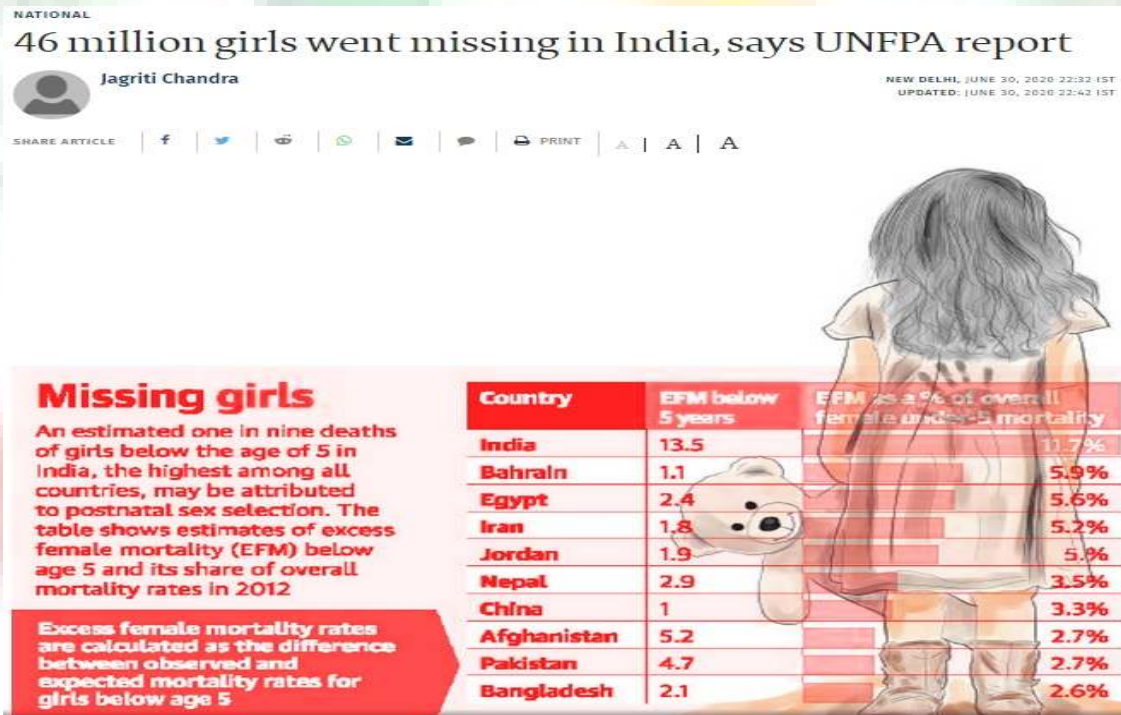 NATIONAL
46 million girls went missing in India, says UNFPA report
Jagriti Chandra
NEW DELHI, JUNE 30, 2020 22:32 IST
UPDATED: JUNE 30, 2020 22:42 IST
SHARE ARTICLE f PRINT A | A | A
Missing girls
An estimated one in nine deaths
of girls below the age of 5 in
India, the highest among all
countries, may be attributed
to postnatal sex selection. The
table shows estimates of excess
female mortality (EFM) below
age 5 and its share of overall
mortality rates in 2012
Excess female mortality rates
are calculated as the difference
between observed and
expected mortality rates for
girls below age 5
Country EFM below 5 years EFM as a % of overall female under-5 mortality
India 13.5 11.7%
Bahrain 1.1 5.9%
Egypt 2.4 5.6%
Iran 1.8 5.2%
Jordan 1.9 5.%
Nepal 2.9 3.5%
China 1 3.3%
Afghanistan 5.2 2.7%
Pakistan 4.7 2.7%
Bangladesh 2.1 2.6%